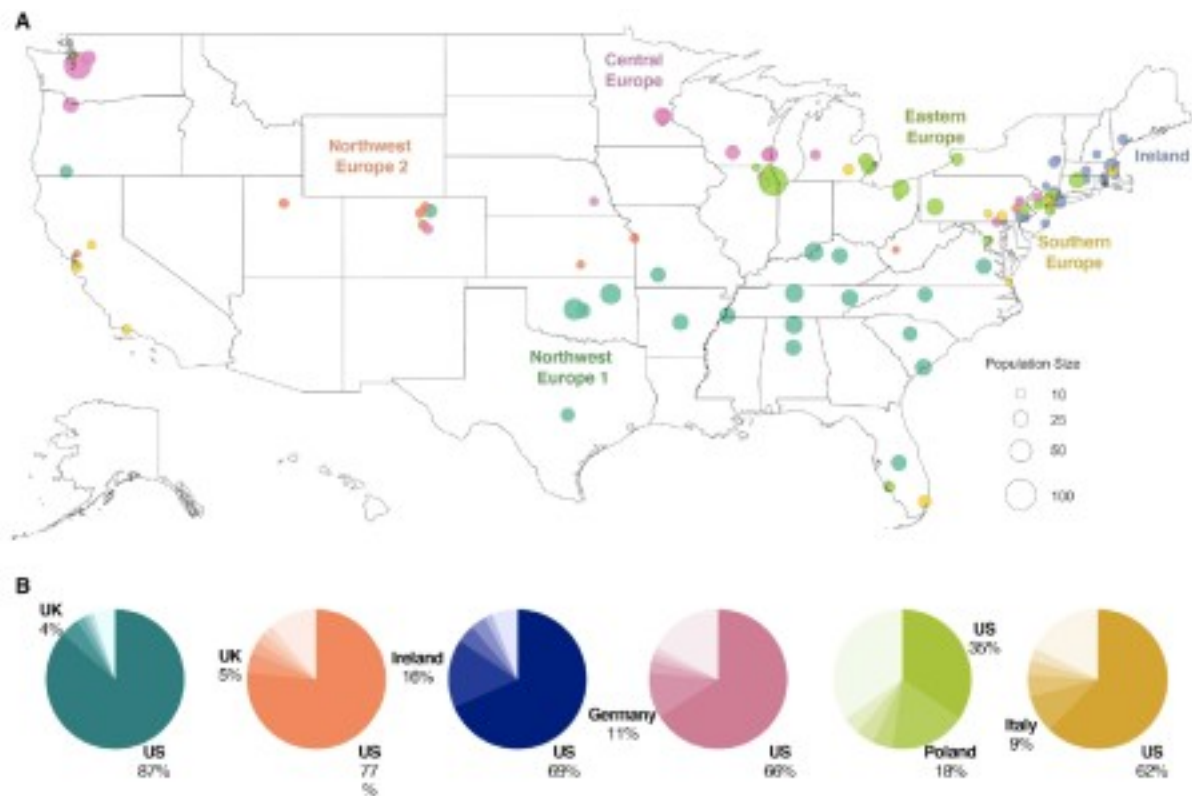 A
Central
Europe
Eastern
Europe
Northwest
Europe 2
Ireland
Southern
Europe
Northwest
Europe 1
Population Size
10
25
50
100
B
UK
4%
US
87%
UK
5%
US
77
%
Ireland
16%
US
69%
Germany
11%
US
66%
US
35%
Poland
18%
Italy
9%
US
62%